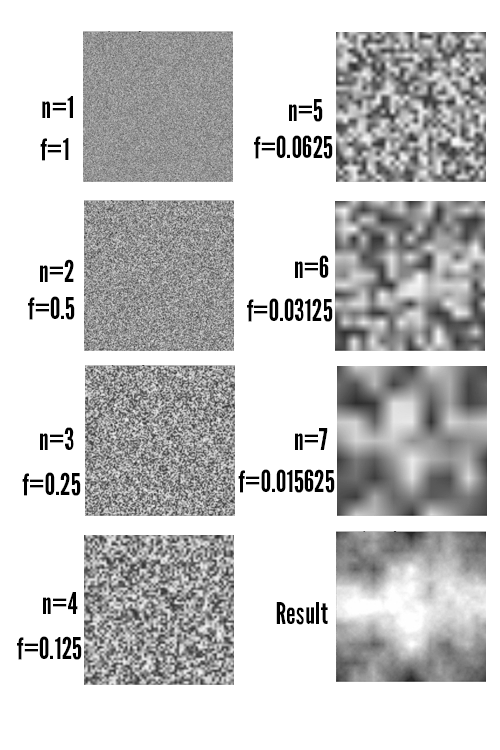 n=1
f=1
n=2
f=0.5
n=3
f=0.25
n=4
f=0.125
n=5
f=0.0625
n=6
f=0.03125
n=7
f=0.015625
Result